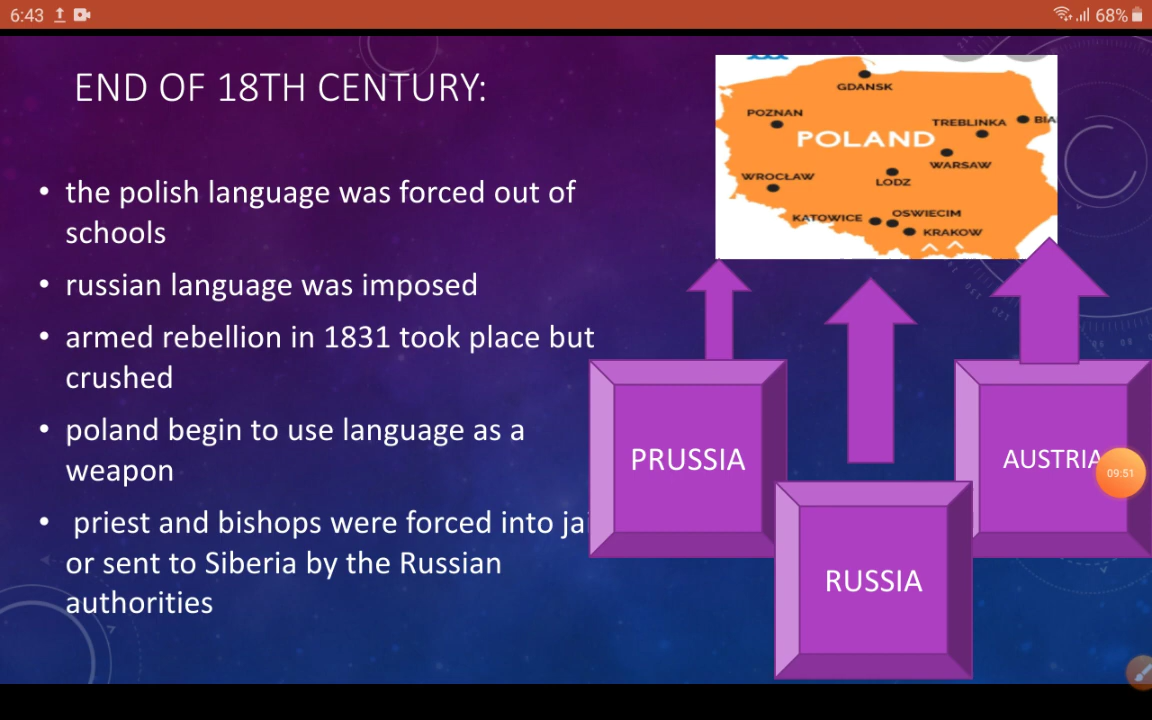 6:43
68%
END OF 18TH CENTURY:
• the polish language was forced out of
schools
• russian language was imposed
• armed rebellion in 1831 took place but
crushed
• poland begin to use language as a
weapon
• priest and bishops were forced into ja
or sent to Siberia by the Russian
authorities
GDANSK
POZNAN
TREBLINKA
BIA
POLAND
WARSAW
WROCŁAW
LODZ
KATOWICE
OSWIECIM
KRAKOW
PRUSSIA
RUSSIA
AUSTRIA
09:51